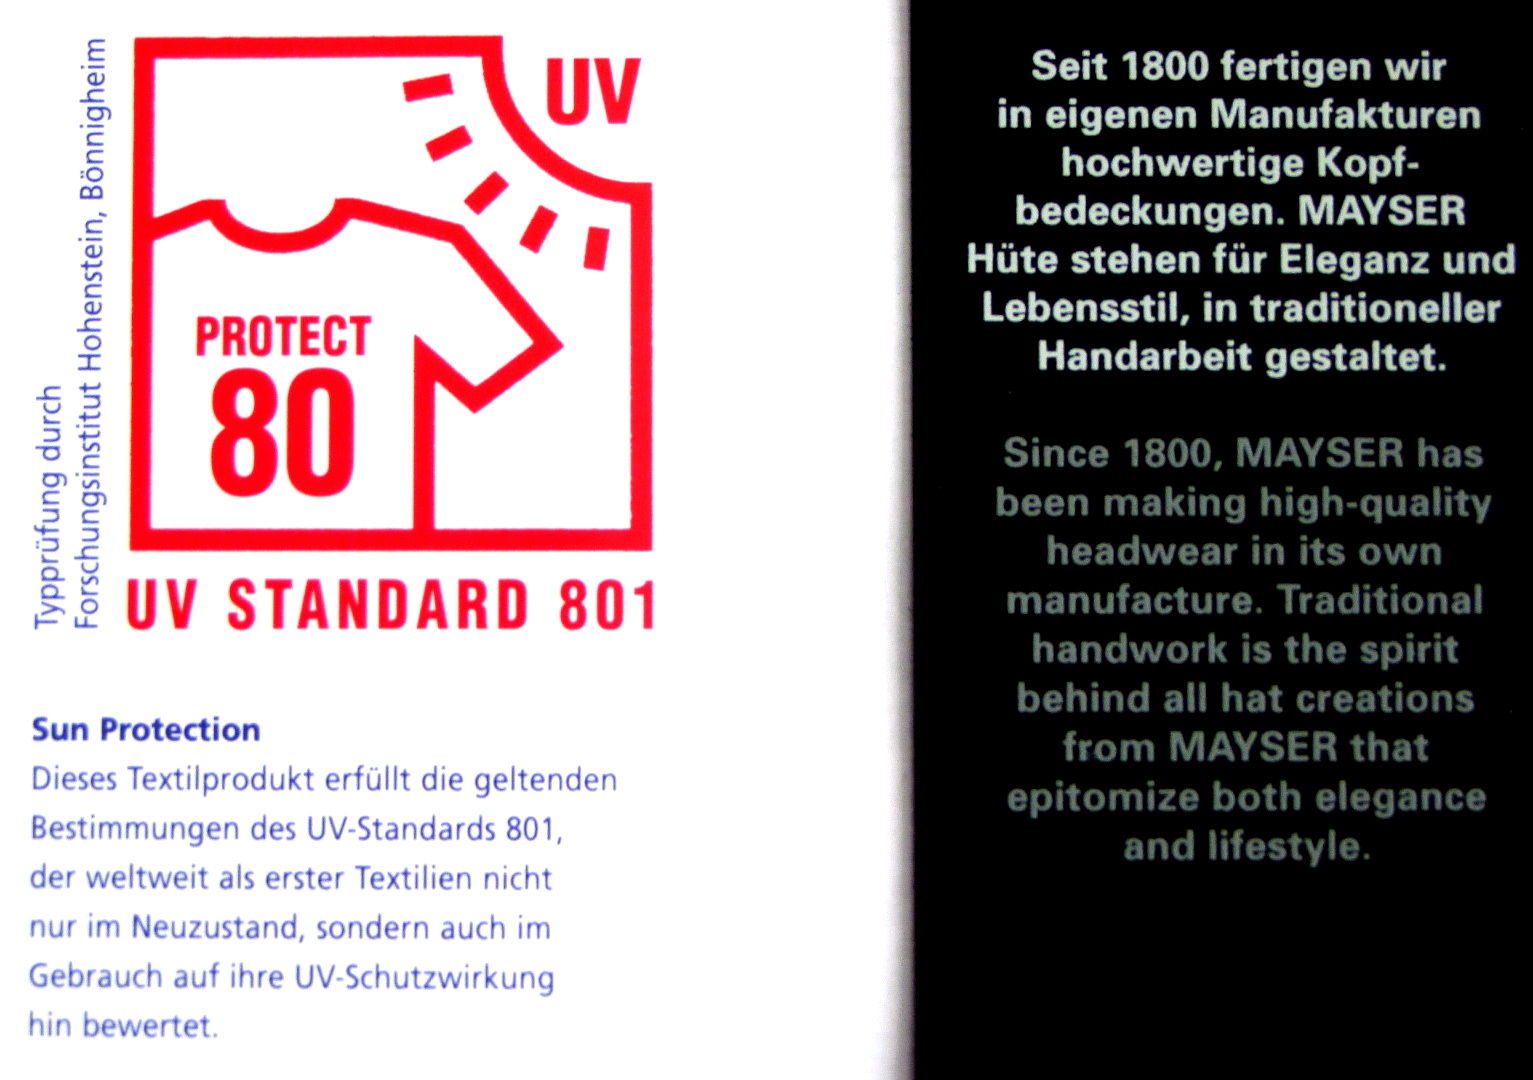 Typprüfung durch
Forschungsinstitut Hohenstein, Bönnigheim
UV
PROTECT
80
UV STANDARD 801
Sun Protection
Dieses Textilprodukt erfüllt die geltenden
Bestimmungen des UV-Standards 801,
der weltweit als erster Textilien nicht
nur im Neuzustand, sondern auch im
Gebrauch auf ihre UV-Schutzwirkung
hin bewertet.
Seit 1800 fertigen wir
in eigenen Manufakturen
hochwertige Kopf-
bedeckungen. MAYSER
Hüte stehen für Eleganz und
Lebensstil, in traditioneller
Handarbeit gestaltet.
Since 1800, MAYSER has
been making high-quality
headwear in its own
manufacture. Traditional
handwork is the spirit
behind all hat creations
from MAYSER that
epitomize both elegance
and lifestyle.